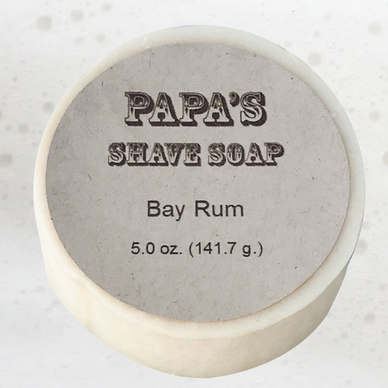 PAPA'S
SHAVE SOAP
Bay Rum
5.0 oz. (141.7 g.)